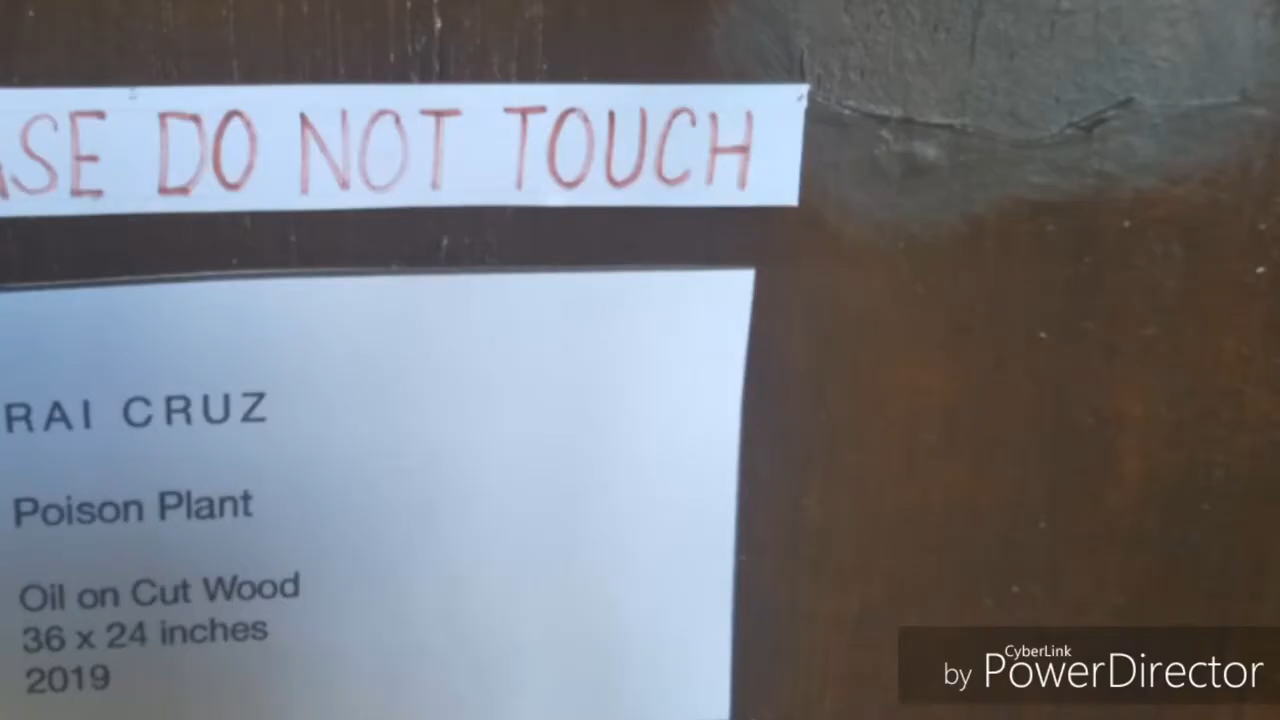 ASE DO NOT TOUCH
RAI CRUZ
Poison Plant
Oil on Cut Wood
36 x 24 inches
2019
CyberLink
by PowerDirector